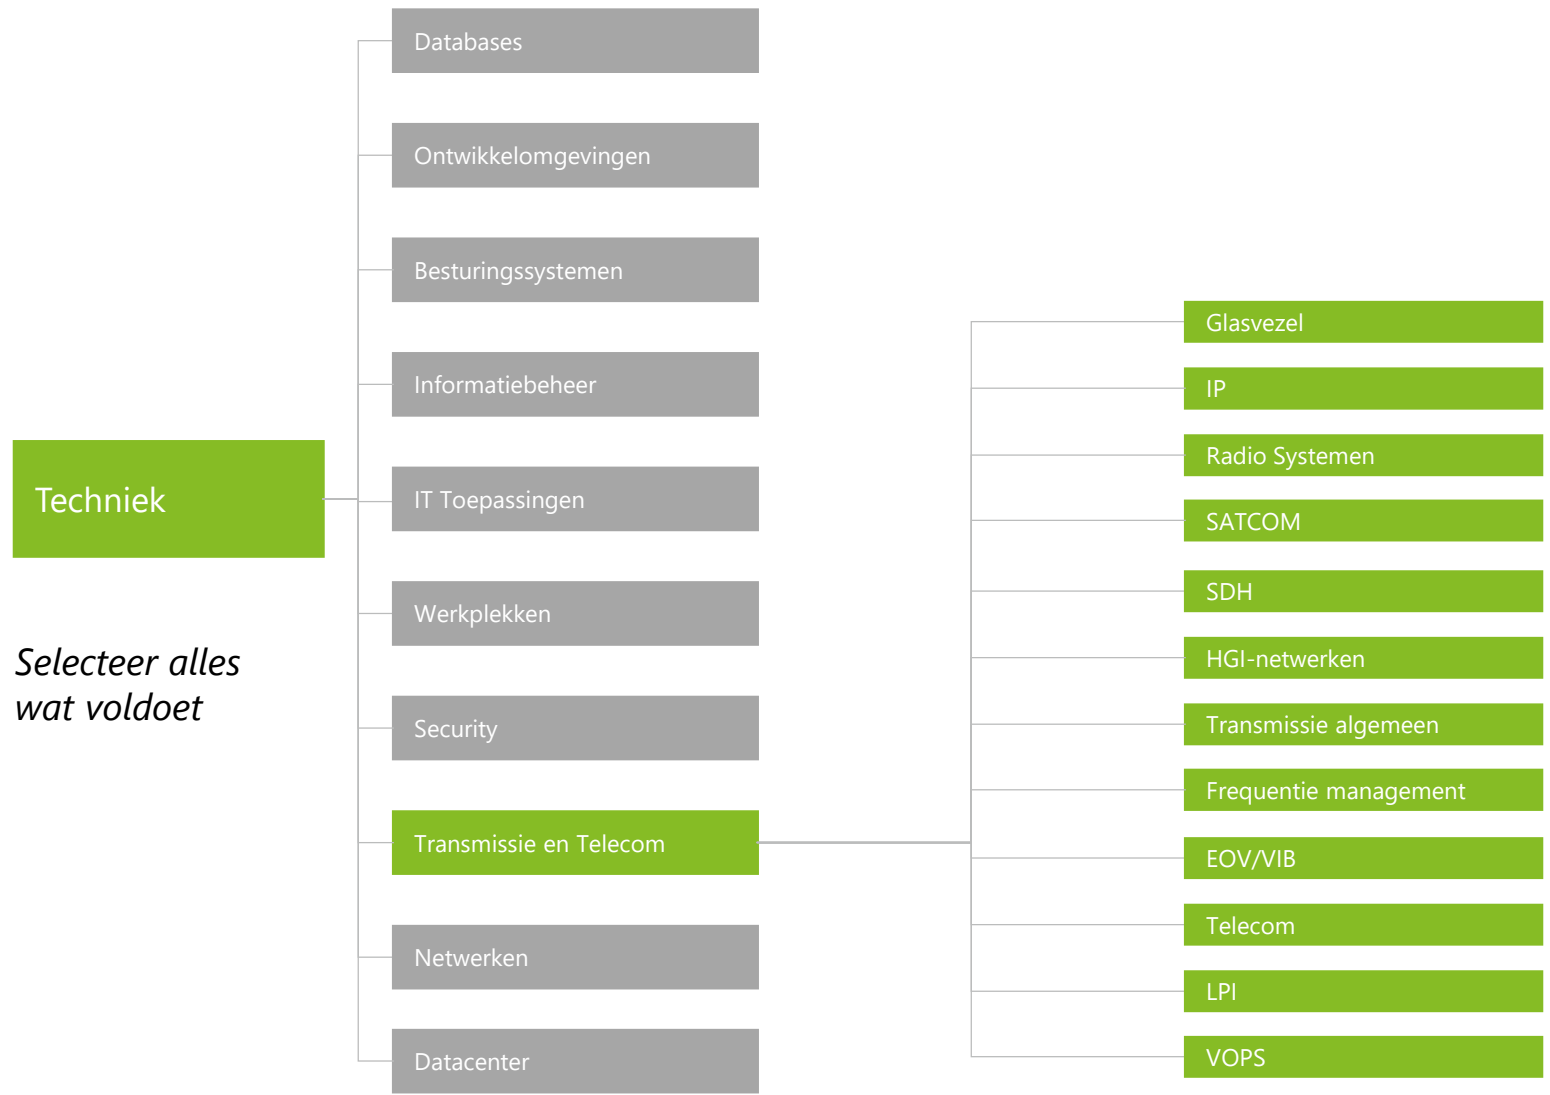 Techniek
Selecteer alles
wat voldoet
Databases
Ontwikkelomgevingen
Besturingssystemen
Informatiebeheer
IT Toepassingen
Werkplekken
Security
Transmissie en Telecom
Netwerken
Datacenter
Glasvezel
IP
Radio Systemen
SATCOM
SDH
HGI-netwerken
Transmissie algemeen
Frequentie management
EOV/VIB
Telecom
LPI
VOPS